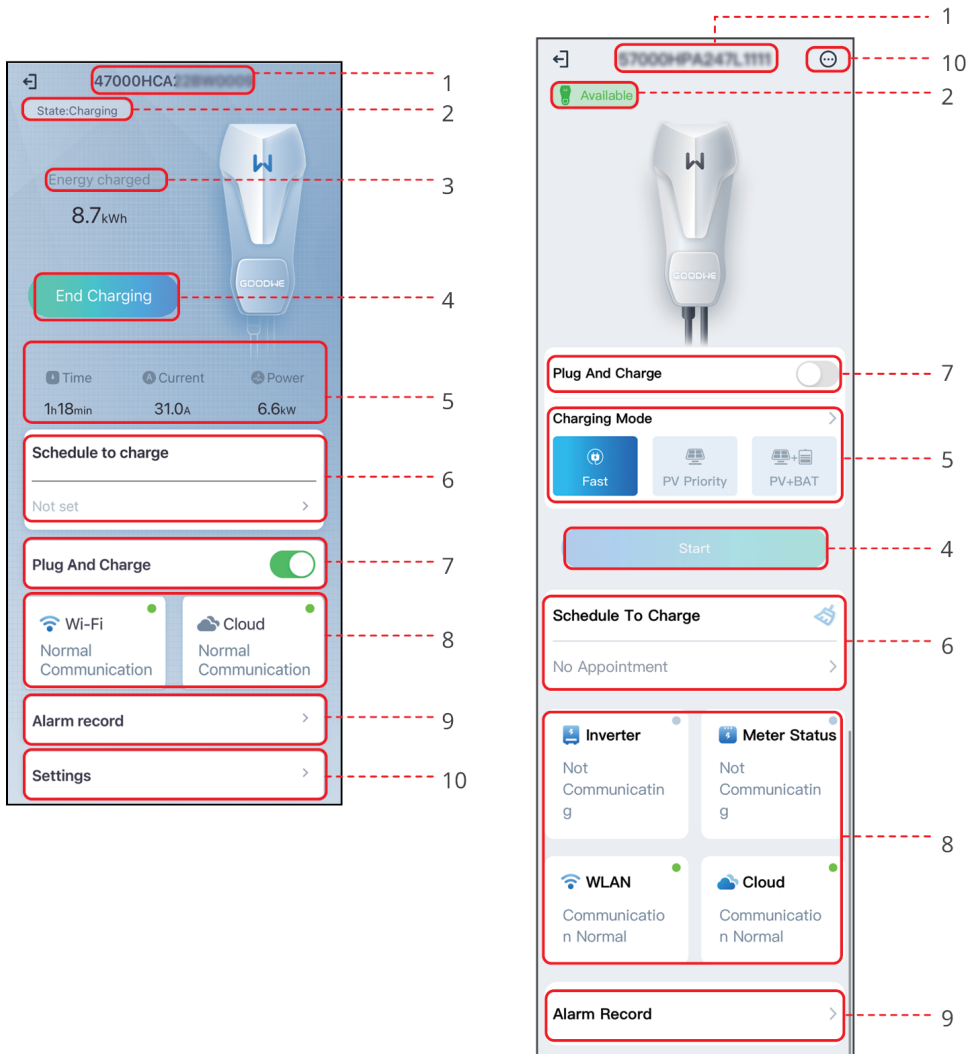 47000HCA
1
State:Charging
2
Energy charged
3
8.7kWh
GOODWE
End Charging
4
Time
Current
Power
1h18min
31.0A
6.6kW
5
Schedule to charge
Not set
6
Plug And Charge
7
Wi-Fi
Normal
Communication
Cloud
Normal
Communication
8
Alarm record
9
Settings
10
1
57000HPA247L1111
10
Available
2
GOODWE
Plug And Charge
7
Charging Mode
Fast
PV Priority
PV+BAT
5
Start
4
Schedule To Charge
No Appointment
6
Inverter
Not
Communicatin
g
Meter Status
Not
Communicatin
g
WLAN
Communicatio
n Normal
Cloud
Communicatio
n Normal
8
Alarm Record
9